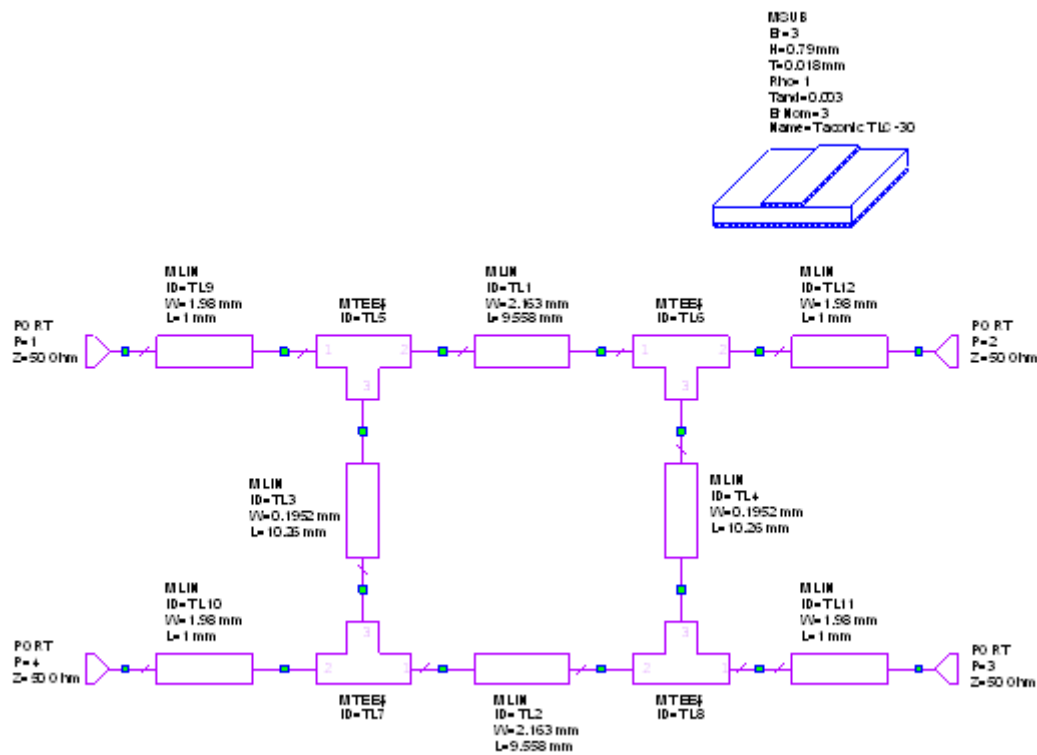 MSUB
Er=3
H=0.79 mm
T=0.018 mm
Rho=1
Tand=0.003
ErNom=3
Name=Taconic TLC-30
MLIN
ID=TL9
W=1.98 mm
L=1 mm
MTEE$
ID=TL5
MLIN
ID=TL1
W=2.163 mm
L=9.558 mm
MTEE$
ID=TL6
MLIN
ID=TL12
W=1.98 mm
L=1 mm
PORT
P=1
Z=50 Ohm
1
2
3
1
2
3
PORT
P=2
Z=50 Ohm
MLIN
ID=TL3
W=0.1952 mm
L=10.26 mm
MLIN
ID=TL4
W=0.1952 mm
L=10.26 mm
MLIN
ID=TL10
W=1.98 mm
L=1 mm
MLIN
ID=TL11
W=1.98 mm
L=1 mm
PORT
P=4
Z=50 Ohm
3
2
1
3
2
1
PORT
P=3
Z=50 Ohm
MTEE$
ID=TL7
MLIN
ID=TL2
W=2.163 mm
L=9.558 mm
MTEE$
ID=TL8